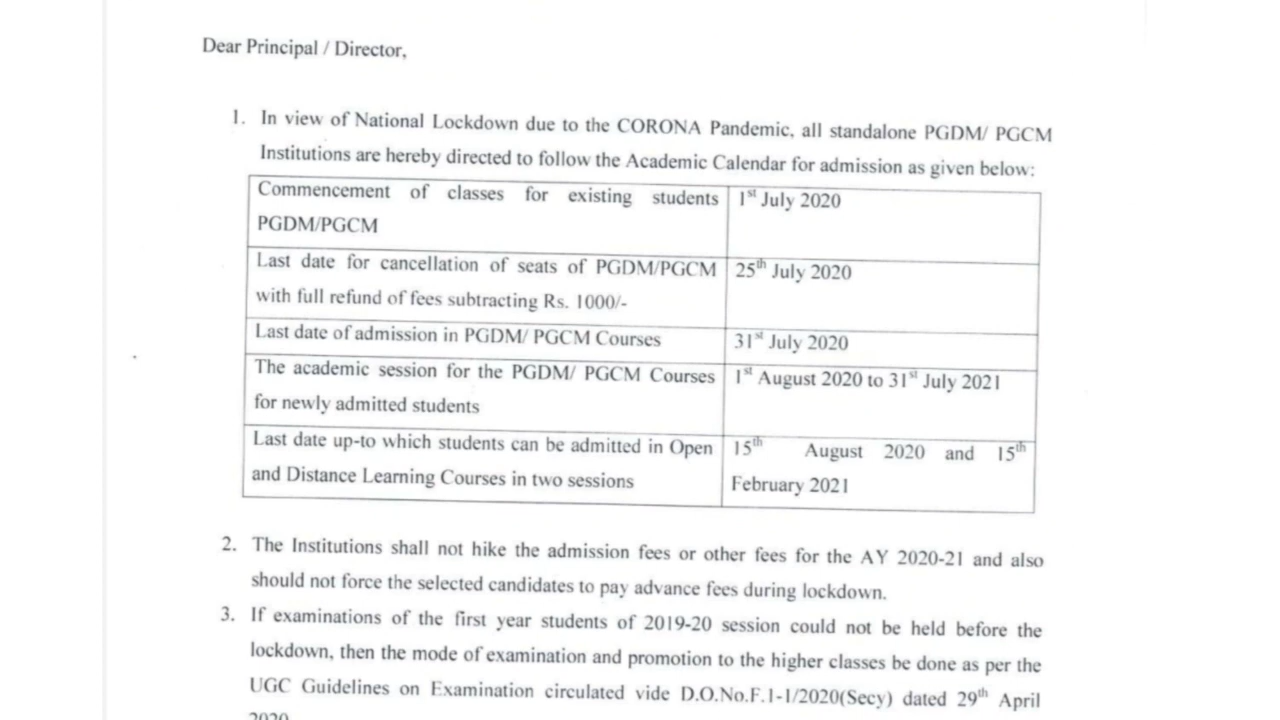 Dear Principal / Director,
1. In view of National Lockdown due to the CORONA Pandemic, all standalone PGDM/ PGCM
Institutions are hereby directed to follow the Academic Calendar for admission as given below:
Commencement of classes for existing students
PGDM/PGCM
1st July 2020
Last date for cancellation of seats of PGDM/PGCM
with full refund of fees subtracting Rs. 1000/-
25th July 2020
Last date of admission in PGDM/ PGCM Courses
31st July 2020
The academic session for the PGDM/ PGCM Courses
for newly admitted students
1st August 2020 to 31st July 2021
Last date up-to which students can be admitted in Open
and Distance Learning Courses in two sessions
15th August 2020 and 15th
February 2021
2. The Institutions shall not hike the admission fees or other fees for the AY 2020-21 and also
should not force the selected candidates to pay advance fees during lockdown.
3. If examinations of the first year students of 2019-20 session could not be held before the
lockdown, then the mode of examination and promotion to the higher classes be done as per the
UGC Guidelines on Examination circulated vide D.O.No.F.1-1/2020(Secy) dated 29th April
2020